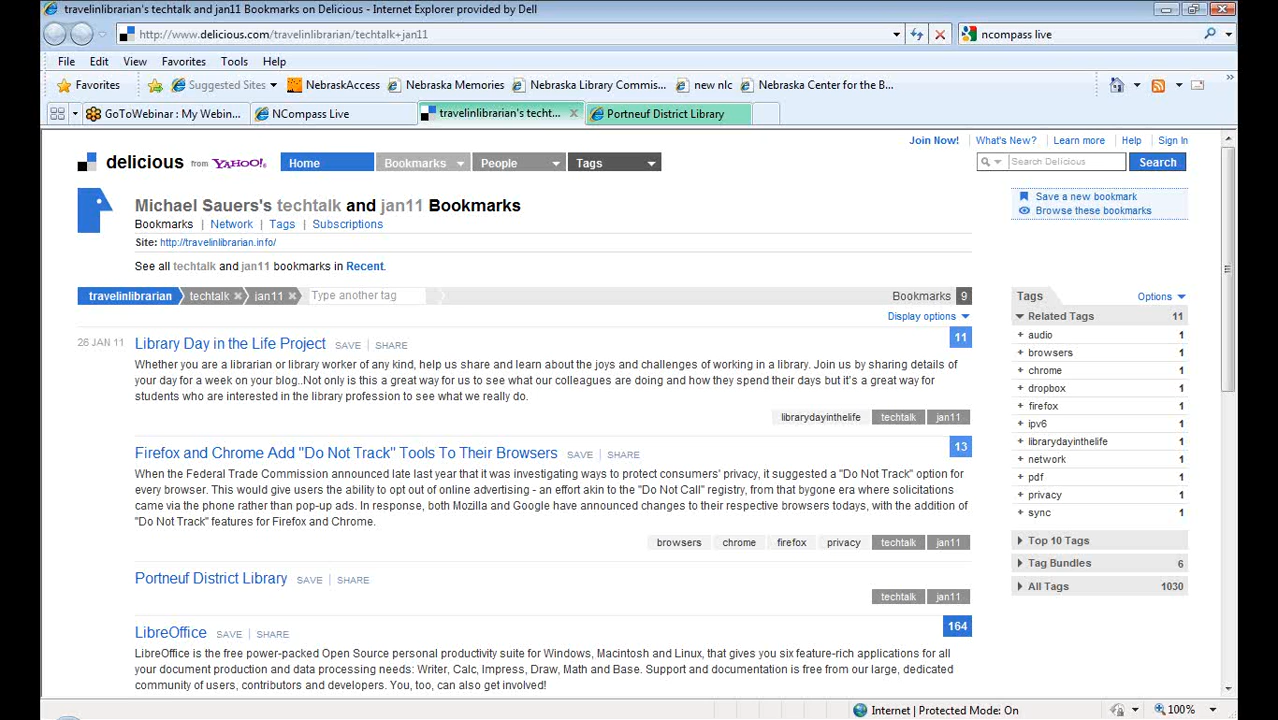 travelinlibrarian's techtalk and jan11 Bookmarks on Delicious - Internet Explorer provided by Dell
http://www.delicious.com/travelinlibrarian/techtalk+jan11
ncompass live
File Edit View Favorites Tools Help
Favorites Suggested Sites NebraskAccess Nebraska Memories Nebraska Library Commis... new nlc Nebraska Center for the B...
GoToWebinar : My Webin... NCompass Live travelinlibrarian's techt... Portneuf District Library
Join Now! What's New? Learn more Help Sign In
delicious from YAHOO! Home Bookmarks People Tags Search Delicious Search
Michael Sauers's techtalk and jan11 Bookmarks
Save a new bookmark
Browse these bookmarks
Bookmarks | Network | Tags | Subscriptions
Site: http://travelinlibrarian.info/
See all techtalk and jan11 bookmarks in Recent.
travelinlibrarian techtalk jan11 Type another tag Bookmarks 9
Display options
26 JAN 11 Library Day in the Life Project SAVE SHARE 11
Whether you are a librarian or library worker of any kind, help us share and learn about the joys and challenges of working in a library. Join us by sharing details of
your day for a week on your blog..Not only is this a great way for us to see what our colleagues are doing and how they spend their days but it's a great way for
students who are interested in the library profession to see what we really do.
librarydayinthelife techtalk jan11
Firefox and Chrome Add "Do Not Track" Tools To Their Browsers SAVE SHARE 13
When the Federal Trade Commission announced late last year that it was investigating ways to protect consumers' privacy, it suggested a "Do Not Track" option for
every browser. This would give users the ability to opt out of online advertising - an effort akin to the "Do Not Call" registry, from that bygone era where solicitations
came via the phone rather than pop-up ads. In response, both Mozilla and Google have announced changes to their respective browsers todays, with the addition of
"Do Not Track" features for Firefox and Chrome.
browsers chrome firefox privacy techtalk jan11
Portneuf District Library SAVE SHARE
techtalk jan11
LibreOffice SAVE SHARE 164
LibreOffice is the free power-packed Open Source personal productivity suite for Windows, Macintosh and Linux, that gives you six feature-rich applications for all
your document production and data processing needs: Writer, Calc, Impress, Draw, Math and Base. Support and documentation is free from our large, dedicated
community of users, contributors and developers. You, too, can also get involved!
Tags Options
Related Tags 11
audio 1
browsers 1
chrome 1
dropbox 1
firefox 1
ipv6 1
librarydayinthelife 1
network 1
pdf 1
privacy 1
sync 1
Top 10 Tags
Tag Bundles 6
All Tags 1030
Internet | Protected Mode: On 100%